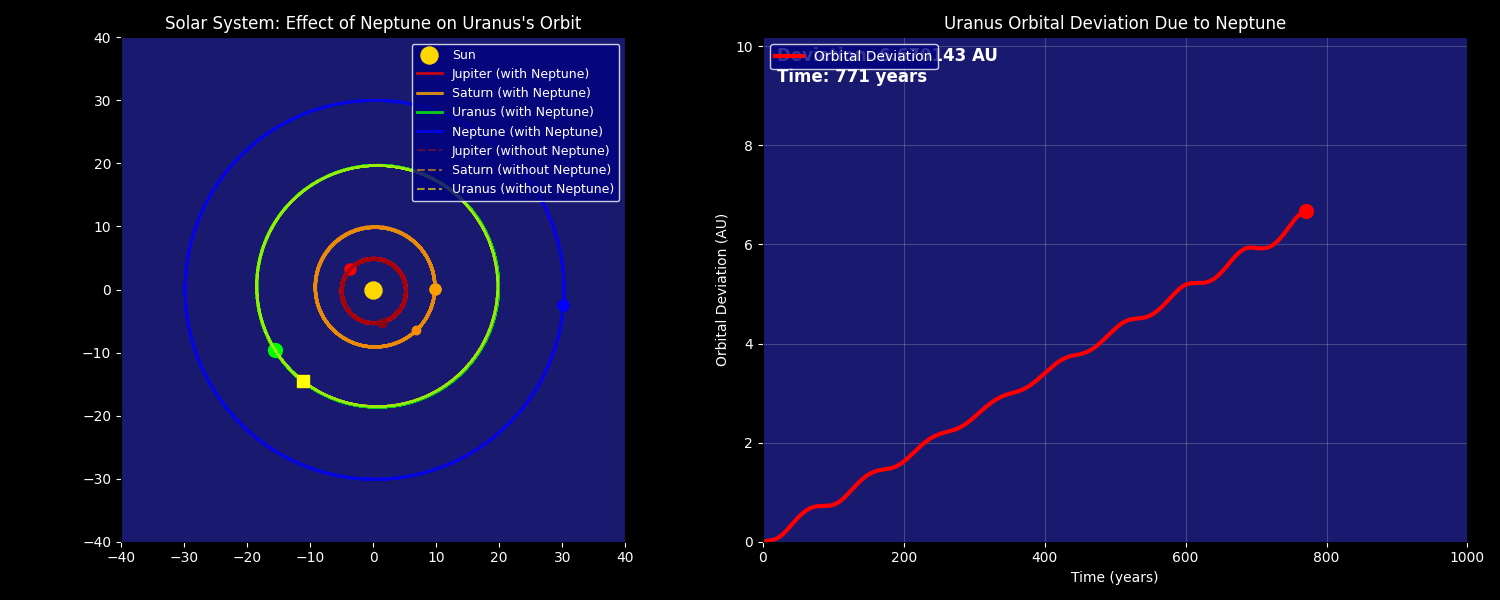 Solar System: Effect of Neptune on Uranus's Orbit
40
30
20
10
0
−10
−20
−30
−40
−40
−30
−20
−10
0
10
20
30
40
Sun
Jupiter (with Neptune)
Saturn (with Neptune)
Uranus (with Neptune)
Neptune (with Neptune)
Jupiter (without Neptune)
Saturn (without Neptune)
Uranus (without Neptune)
Uranus Orbital Deviation Due to Neptune
Orbital Deviation (AU)
10
8
6
4
2
0
Orbital Deviation
AU
Time: 771 years
0
200
400
600
800
1000
Time (years)